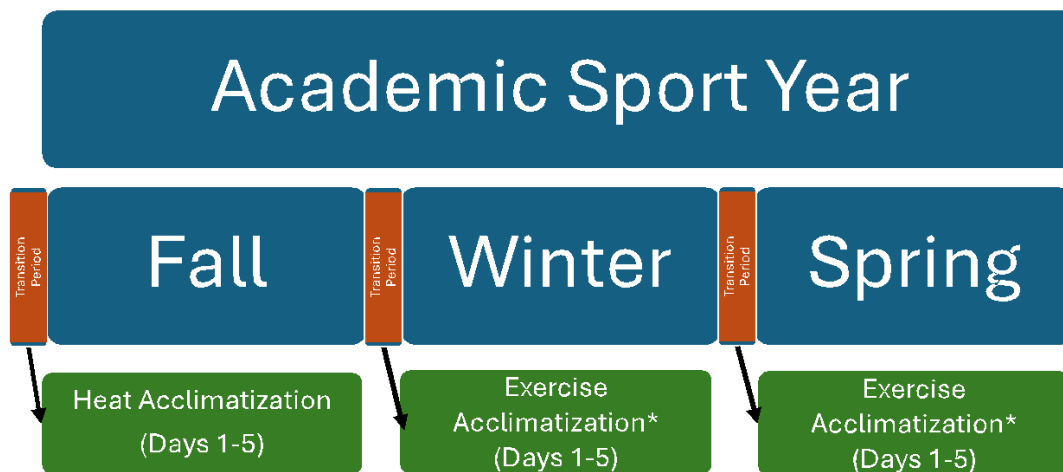 Academic Sport Year
Transition
Period
Fall
Transition
Period
Winter
Transition
Period
Spring
Heat Acclimatization
(Days 1-5)
Exercise
Acclimatization*
(Days 1-5)
Exercise
Acclimatization*
(Days 1-5)